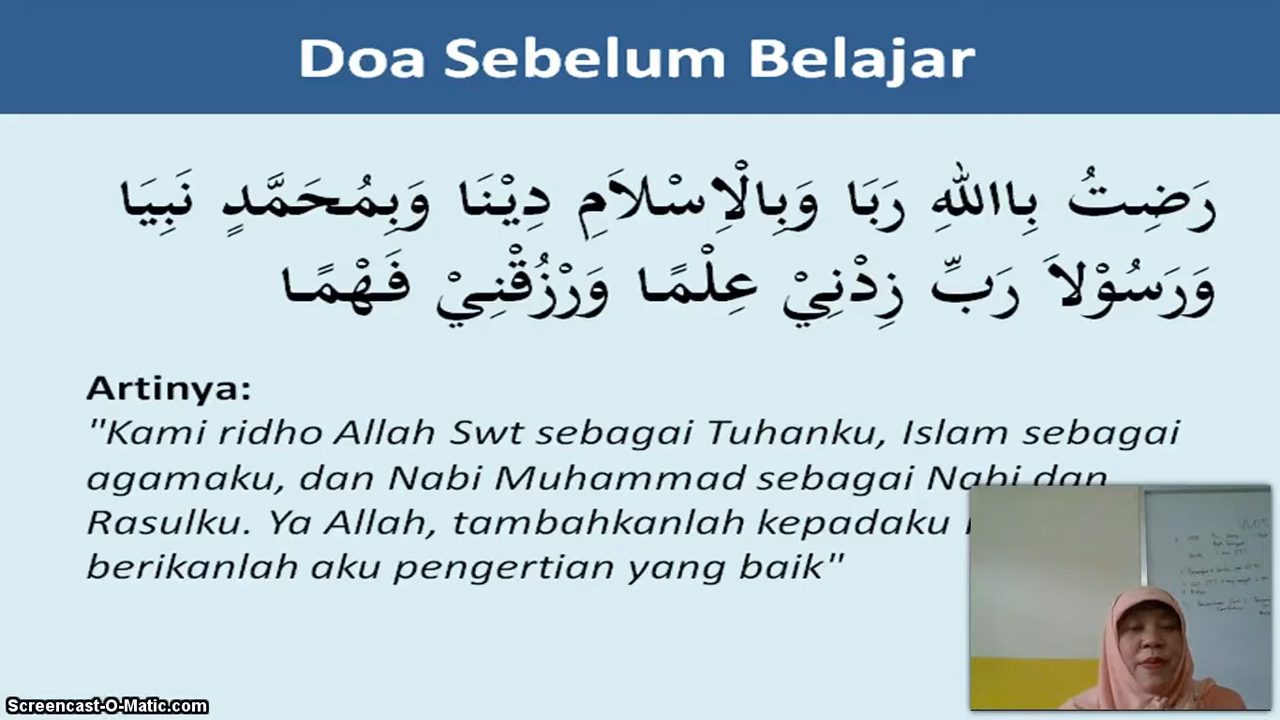 Doa Sebelum Belajar
رَضِتُ بِااللهِ رَبَا وَبِالْاِسْلاَمِ دِيْنَا وَبِمُحَمَّدٍ نَبِيَا
وَرَسُوْلاَ رَبِّ زِدْنِيْ عِلْمًا وَرْزُقْنِيْ فَهْمًا
Artinya:
"Kami ridho Allah Swt sebagai Tuhanku, Islam sebagai
agamaku, dan Nabi Muhammad sebagai Nabi dan
Rasulku. Ya Allah, tambahkanlah kepadaku
berikanlah aku pengertian yang baik"
Screencast-O-Matic.com